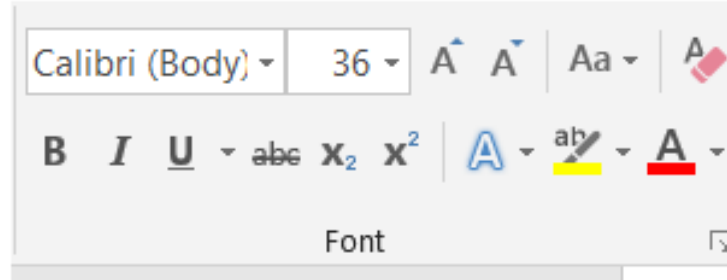 Calibri (Body) 36 A A Aa A
B I U abc X₂ X² A ab A
Font